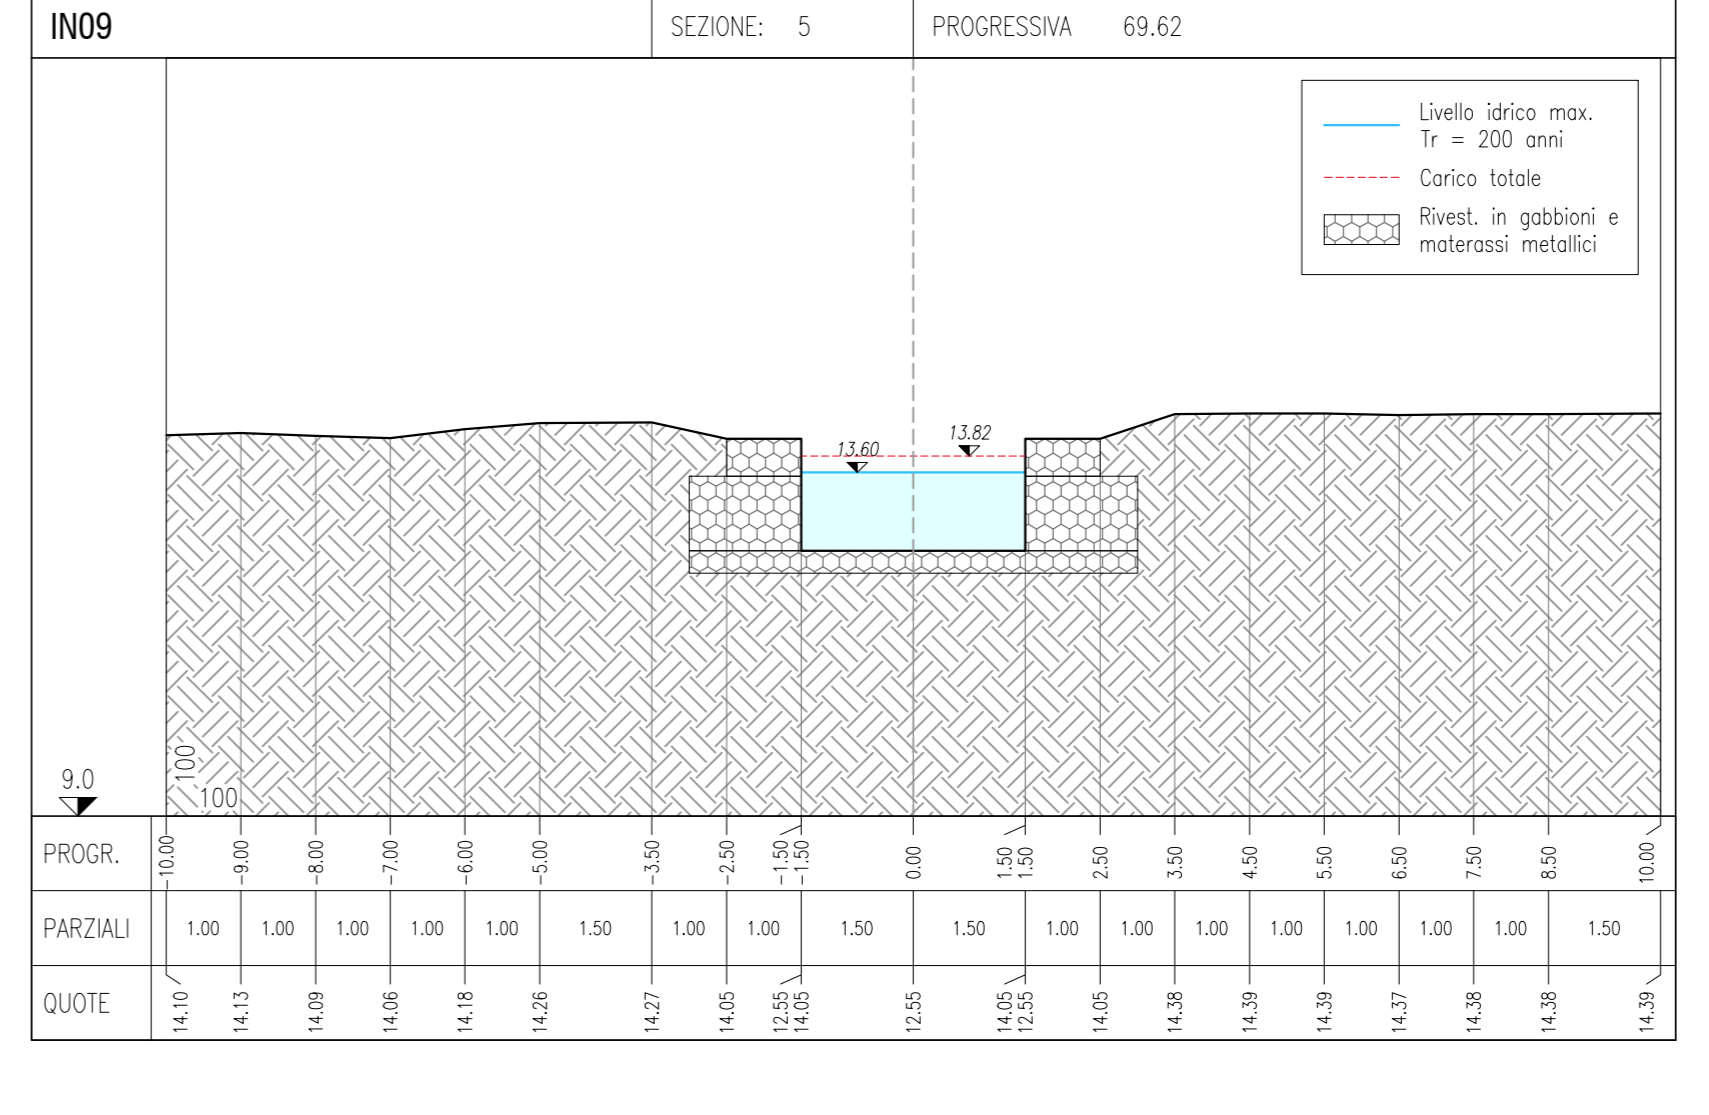 IN09 SEZIONE: 5 PROGRESSIVA 69.62
Livello idrico max.
Tr = 200 anni
Carico totale
Rivest. in gabbioni e
materassi metallici
13.82
13.60
100
100
9.0
PROGR. -10.00 -9.00 -8.00 -7.00 -6.00 -5.00 -3.50 -2.50 -1.50 -1.50 0.00 1.50 1.50 2.50 3.50 4.50 5.50 6.50 7.50 8.50 10.00
PARZIALI 1.00 1.00 1.00 1.00 1.00 1.50 1.00 1.00 1.50 1.50 1.00 1.00 1.00 1.00 1.00 1.00 1.00 1.50
QUOTE 14.10 14.13 14.09 14.06 14.18 14.26 14.27 14.05 12.55 14.05 12.55 14.05 12.55 14.05 14.38 14.39 14.39 14.37 14.38 14.38 14.39